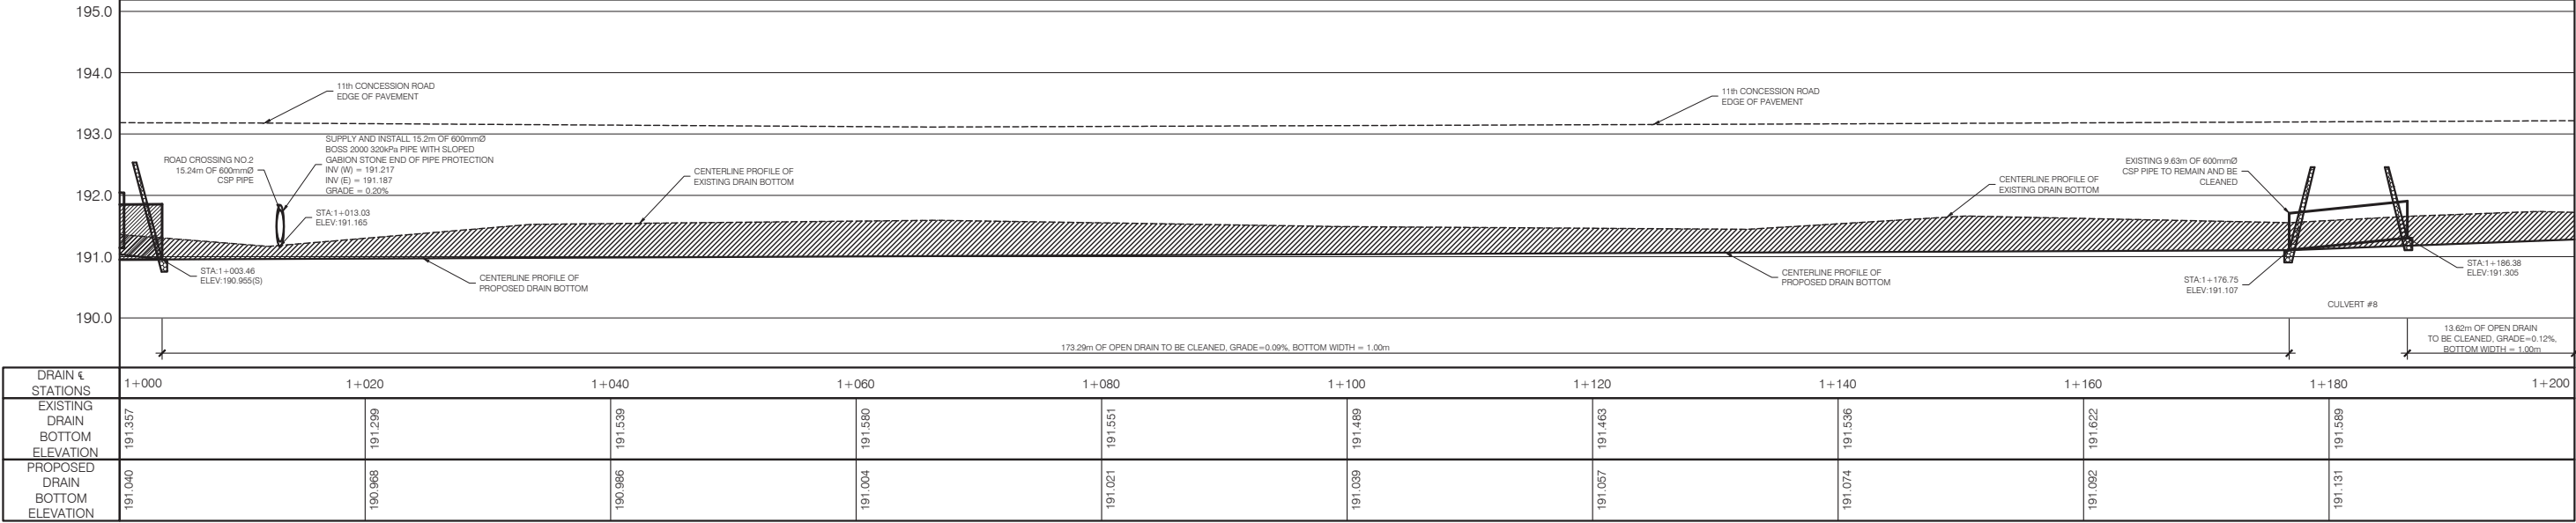 195.0
194.0
193.0
192.0
191.0
190.0
11th CONCESSION ROAD
EDGE OF PAVEMENT
11th CONCESSION ROAD
EDGE OF PAVEMENT
ROAD CROSSING NO.2
15.24m OF 600mmØ
CSP PIPE
SUPPLY AND INSTALL 15.2m OF 600mmØ
BOSS 2000 320kPa PIPE WITH SLOPED
GABION STONE END OF PIPE PROTECTION
INV (W) = 191.217
INV (E) = 191.187
GRADE = 0.20%
STA:1+013.03
ELEV:191.165
CENTERLINE PROFILE OF
EXISTING DRAIN BOTTOM
CENTERLINE PROFILE OF
EXISTING DRAIN BOTTOM
EXISTING 9.63m OF 600mmØ
CSP PIPE TO REMAIN AND BE
CLEANED
STA:1+003.46
ELEV:190.955(S)
CENTERLINE PROFILE OF
PROPOSED DRAIN BOTTOM
CENTERLINE PROFILE OF
PROPOSED DRAIN BOTTOM
STA:1+176.75
ELEV:191.107
STA:1+186.38
ELEV:191.305
CULVERT #8
173.29m OF OPEN DRAIN TO BE CLEANED, GRADE=0.09%, BOTTOM WIDTH = 1.00m
13.62m OF OPEN DRAIN
TO BE CLEANED, GRADE=0.12%,
BOTTOM WIDTH = 1.00m
DRAIN ℄
STATIONS
1+000 1+020 1+040 1+060 1+080 1+100 1+120 1+140 1+160 1+180 1+200
EXISTING
DRAIN
BOTTOM
ELEVATION
191.357 191.299 191.539 191.580 191.551 191.489 191.463 191.536 191.622 191.589
PROPOSED
DRAIN
BOTTOM
ELEVATION
191.040 190.968 190.986 191.004 191.021 191.039 191.057 191.074 191.092 191.131